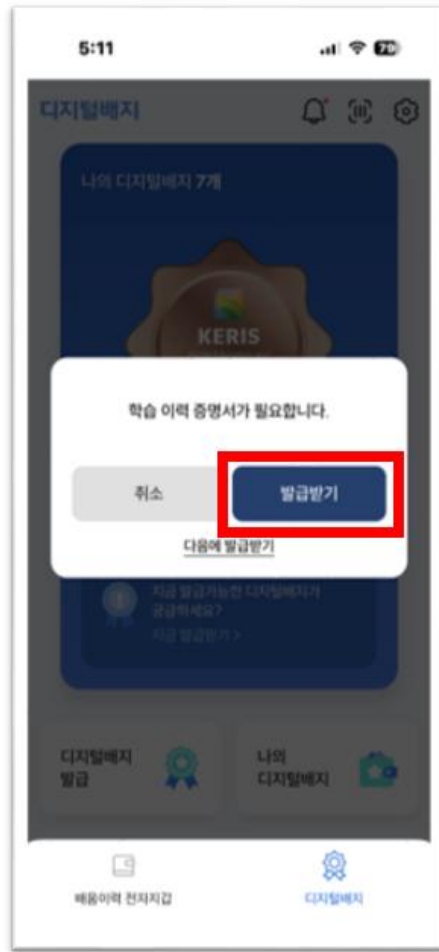 5:11
79
디지털배지
나의 디지털배지 7개
KERIS
학습 이력 증명서가 필요합니다.
취소
발급받기
다음에 발급받기
지금 발급가능한 디지털배지가
궁금하세요?
지금 발급받기 >
디지털배지
발급
나의
디지털배지
배움이력 전자지갑
디지털배지